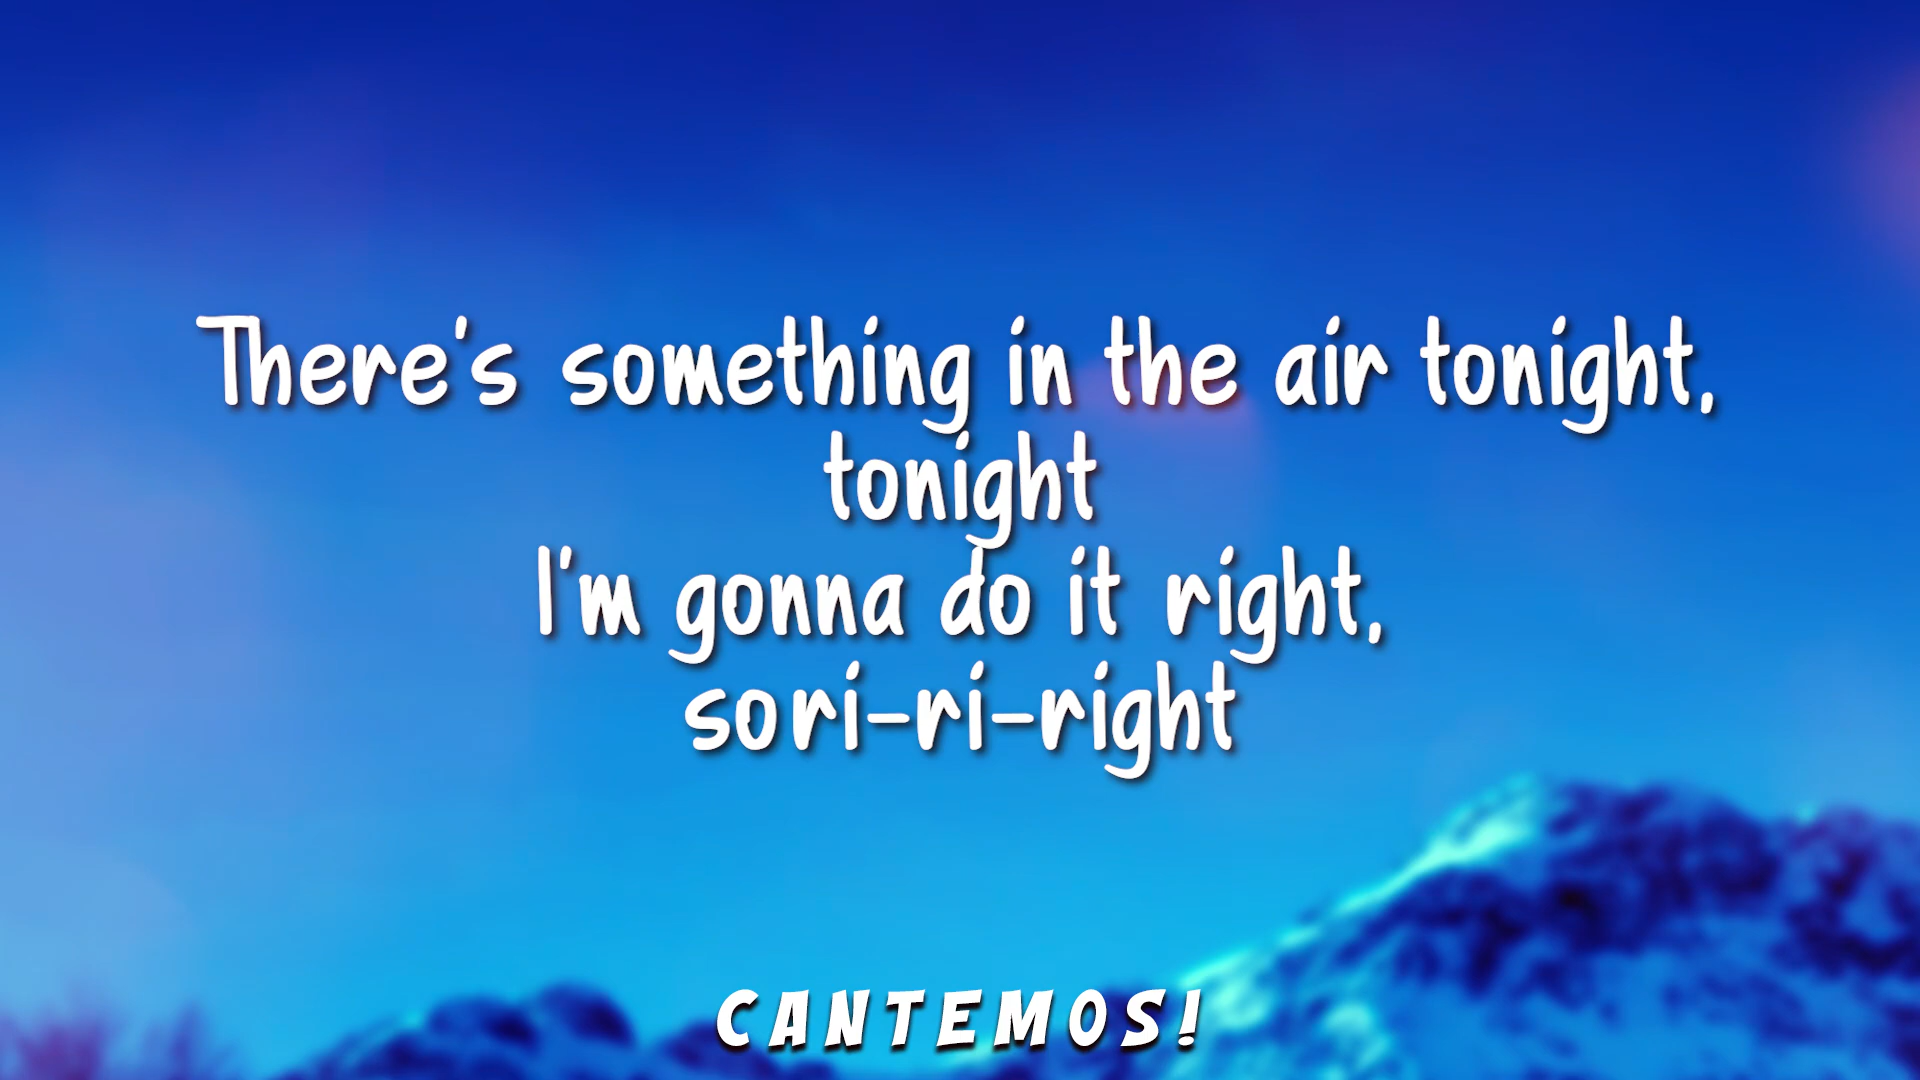 There's something in the air tonight,
tonight
I'm gonna do it right,
sori-ri-right
CANTEMOS!